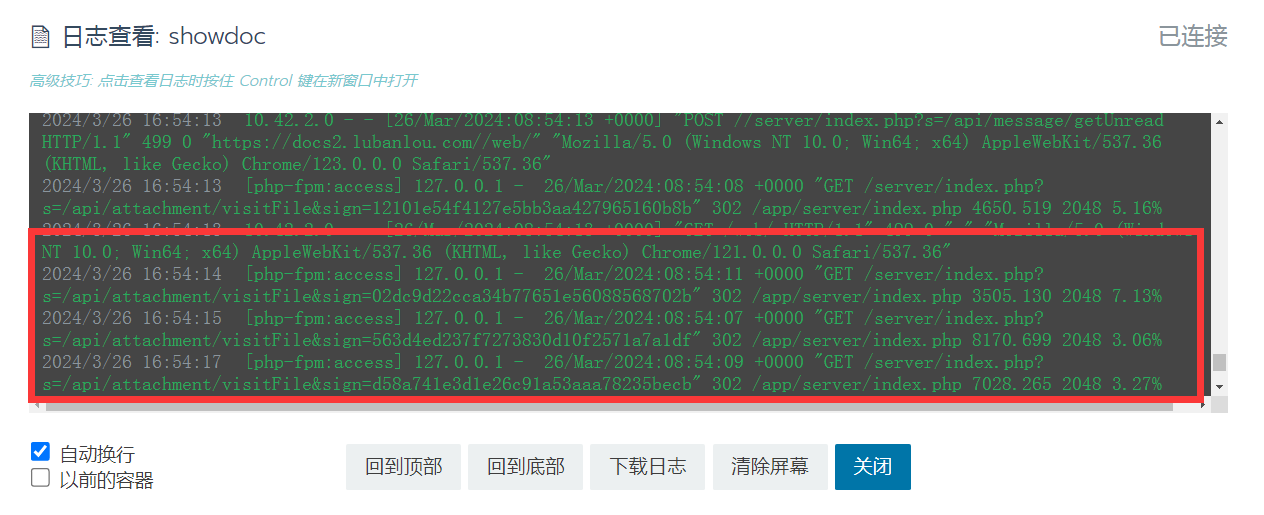 日志查看: showdoc
已连接
高级技巧: 点击查看日志时按住 Control 键在新窗口中打开
2024/3/26 16:54:13 10.42.2.0 - - [26/Mar/2024:08:54:13 +0000] "POST //server/index.php?s=/api/message/getUnread
HTTP/1.1" 499 0 "https://docs2.lubanlou.com//web/" "Mozilla/5.0 (Windows NT 10.0; Win64; x64) AppleWebKit/537.36
(KHTML, like Gecko) Chrome/123.0.0.0 Safari/537.36"
2024/3/26 16:54:13 [php-fpm:access] 127.0.0.1 - 26/Mar/2024:08:54:08 +0000 "GET /server/index.php?
s=/api/attachment/visitFile&sign=12101e54f4127e5bb3aa427965160b8b" 302 /app/server/index.php 4650.519 2048 5.16%
2024/3/26 16:54:13 10.42.2.0 - - [26/Mar/2024:08:54:13 +0000] "GET
HTTP/1.1" 499 0 "-" "Mozilla/5.0
NT 10.0; Win64; x64) AppleWebKit/537.36 (KHTML, like Gecko) Chrome/121.0.0.0 Safari/537.36"
2024/3/26 16:54:14 [php-fpm:access] 127.0.0.1 - 26/Mar/2024:08:54:11 +0000 "GET /server/index.php?
s=/api/attachment/visitFile&sign=02dc9d22cca34b77651e56088568702b" 302 /app/server/index.php 3505.130 2048 7.13%
2024/3/26 16:54:15 [php-fpm:access] 127.0.0.1 - 26/Mar/2024:08:54:07 +0000 "GET /server/index.php?
s=/api/attachment/visitFile&sign=563d4ed237f7273830d10f2571a7a1df" 302 /app/server/index.php 8170.699 2048 3.06%
2024/3/26 16:54:17 [php-fpm:access] 127.0.0.1 - 26/Mar/2024:08:54:09 +0000 "GET /server/index.php?
s=/api/attachment/visitFile&sign=d58a741e3d1e26c91a53aaa78235becb" 302 /app/server/index.php 7028.265 2048 3.27%
自动换行
以前的容器
回到顶部
回到底部
下载日志
清除屏幕
关闭